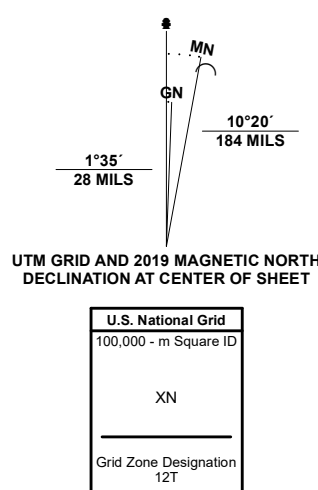 MN
GN
10°20´
184 MILS
1°35´
28 MILS
UTM GRID AND 2019 MAGNETIC NORTH
DECLINATION AT CENTER OF SHEET
U.S. National Grid
100,000 - m Square ID
XN
Grid Zone Designation
12T